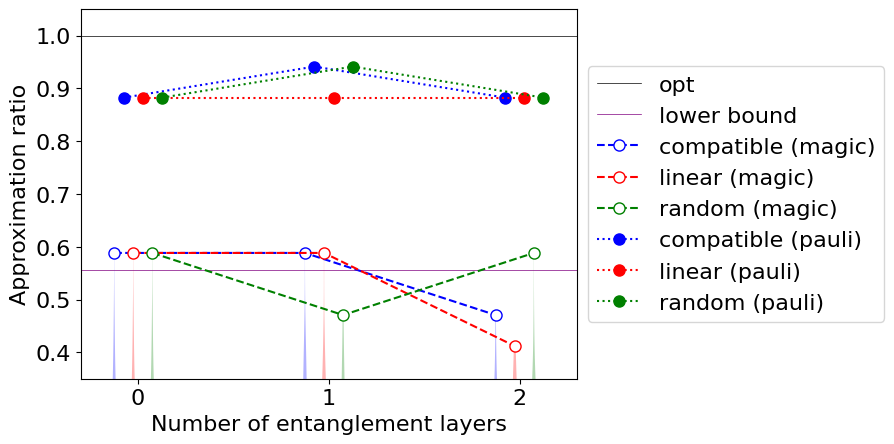 Approximation ratio
1.0
0.9
0.8
0.7
0.6
0.5
0.4
0
1
2
Number of entanglement layers
opt
lower bound
compatible (magic)
linear (magic)
random (magic)
compatible (pauli)
linear (pauli)
random (pauli)